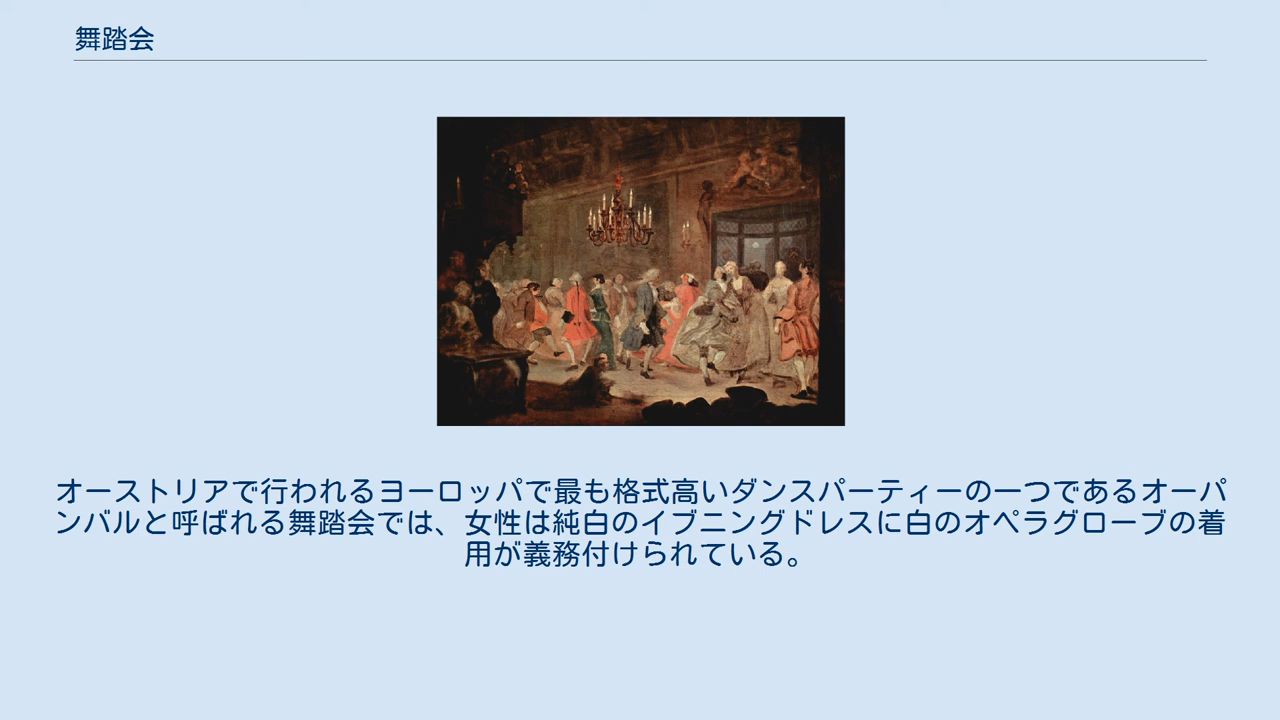 舞踏会
オーストリアで行われるヨーロッパで最も格式高いダンスパーティーの一つであるオーパ
ンバルと呼ばれる舞踏会では、女性は純白のイブニングドレスに白のオペラグローブの着
用が義務付けられている。